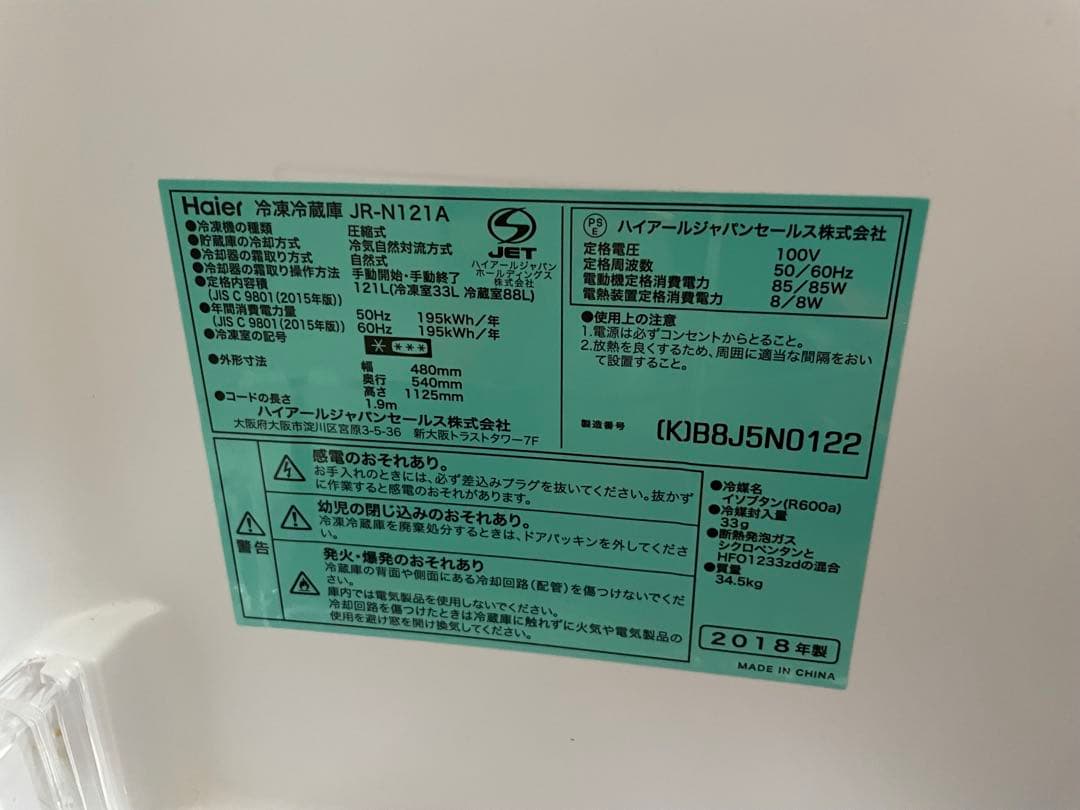 Haier 冷凍冷蔵庫 JR-N121A
●冷凍機の種類 圧縮式
●貯蔵庫の冷却方式 冷気自然対流方式
●冷却器の霜取り方式 自然式
●冷却器の霜取り操作方法 手動開始・手動終了
●定格内容積 121L(冷凍室33L 冷蔵室88L)
(JIS C 9801(2015年版))
●年間消費電力量 50Hz 195kWh/年
(JIS C 9801(2015年版)) 60Hz 195kWh/年
●冷凍室の記号 * ***
●外形寸法 幅 480mm
奥行 540mm
高さ 1125mm
●コードの長さ 1.9m
ハイアールジャパンセールス株式会社
大阪府大阪市淀川区宮原3-5-36 新大阪トラストタワー7F
S
JET
ハイアールジャパン
ホールディングス
株式会社
PS
E ハイアールジャパンセールス株式会社
定格電圧 100V
定格周波数 50/60Hz
電動機定格消費電力 85/85W
電熱装置定格消費電力 8/8W
●使用上の注意
1.電源は必ずコンセントからとること。
2.放熱を良くするため、周囲に適当な間隔をおい
て設置すること。
製造番号 (K)B8J5N0122
警告
感電のおそれあり。
お手入れのときには、必ず差込みプラグを抜いてください。抜かず
に作業すると感電のおそれがあります。
幼児の閉じ込みのおそれあり。
冷凍冷蔵庫を廃棄処分するときは、ドアパッキンを外してくださ
い。
発火・爆発のおそれあり
冷蔵庫の背面や側面にある冷却回路(配管)を傷つけないでくだ
さい。
庫内では電気製品を使用しないでください。
冷却回路を傷つけたときは冷蔵庫に触れずに火気や電気製品の
使用を避け窓を開け換気してください。
●冷媒名
イソブタン(R600a)
●冷媒封入量
33g
●断熱発泡ガス
シクロペンタンと
HFO1233zdの混合
●質量
34.5kg
2018年製
MADE IN CHINA